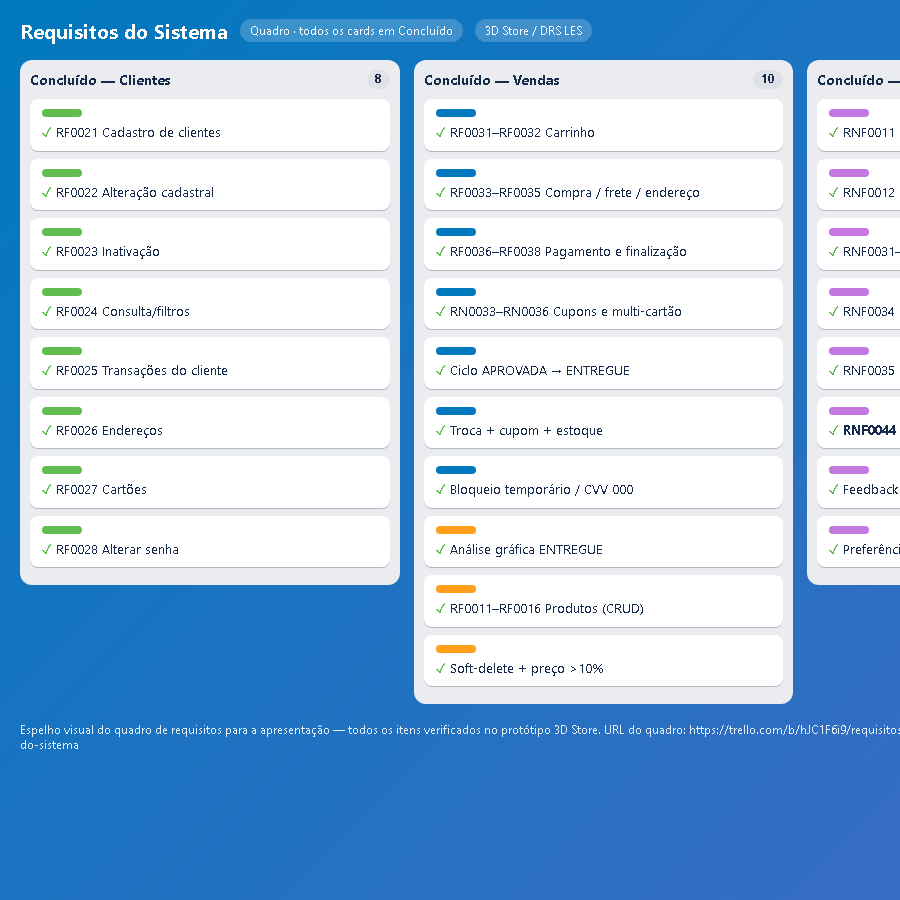 Requisitos do Sistema
Quadro · todos os cards em Concluído
3D Store / DRS LES
Concluído — Clientes
8
✓ RF0021 Cadastro de clientes
✓ RF0022 Alteração cadastral
✓ RF0023 Inativação
✓ RF0024 Consulta/filtros
✓ RF0025 Transações do cliente
✓ RF0026 Endereços
✓ RF0027 Cartões
✓ RF0028 Alterar senha
Concluído — Vendas
10
✓ RF0031–RF0032 Carrinho
✓ RF0033–RF0035 Compra / frete / endereço
✓ RF0036–RF0038 Pagamento e finalização
✓ RN0033–RN0036 Cupons e multi-cartão
✓ Ciclo APROVADA → ENTREGUE
✓ Troca + cupom + estoque
✓ Bloqueio temporário / CVV 000
✓ Análise gráfica ENTREGUE
✓ RF0011–RF0016 Produtos (CRUD)
✓ Soft-delete + preço >10%
Concluído —
✓ RNF0011
✓ RNF0012
✓ RNF0031–
✓ RNF0034
✓ RNF0035
✓ RNF0044
✓ Feedback
✓ Preferênci
Espelho visual do quadro de requisitos para a apresentação — todos os itens verificados no protótipo 3D Store. URL do quadro: https://trello.com/b/hJC1F6i9/requisitos
do-sistema